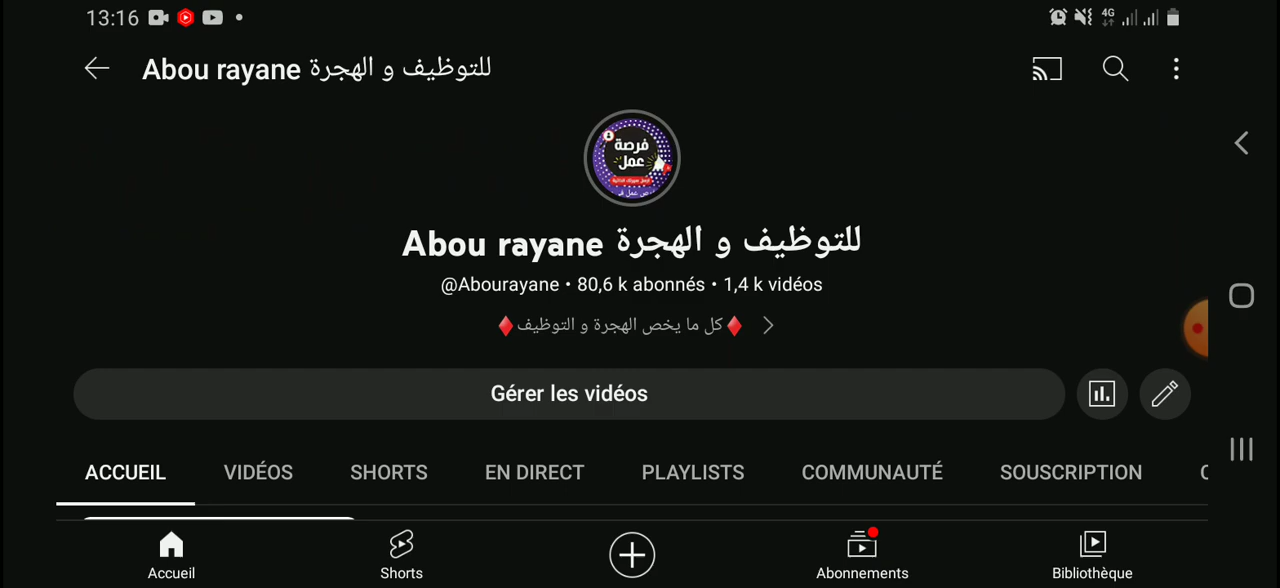 13:16
4G
Abou rayane للتوظيف و الهجرة
فرصة
عمل
Abou rayane للتوظيف و الهجرة
@Abourayane • 80,6 k abonnés • 1,4 k vidéos
♦️كل ما يخص الهجرة و التوظيف♦️
Gérer les vidéos
ACCUEIL VIDÉOS SHORTS EN DIRECT PLAYLISTS COMMUNAUTÉ SOUSCRIPTION
Accueil Shorts Abonnements Bibliothèque